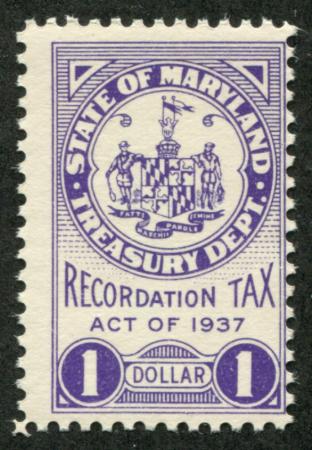 STATE OF MARYLAND
FATTI MASCHII PAROLE FEMINE
TREASURY DEPT.
RECORDATION TAX
ACT OF 1937
1 DOLLAR 1